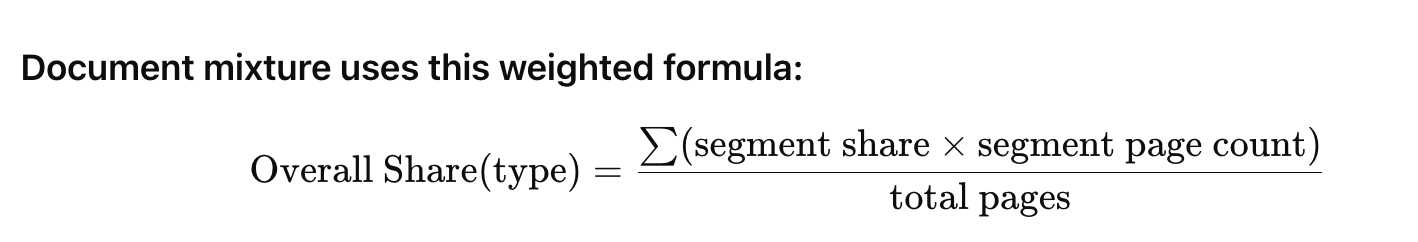 Document mixture uses this weighted formula:
Overall Share(type) = ∑(segment share × segment page count) / total pages